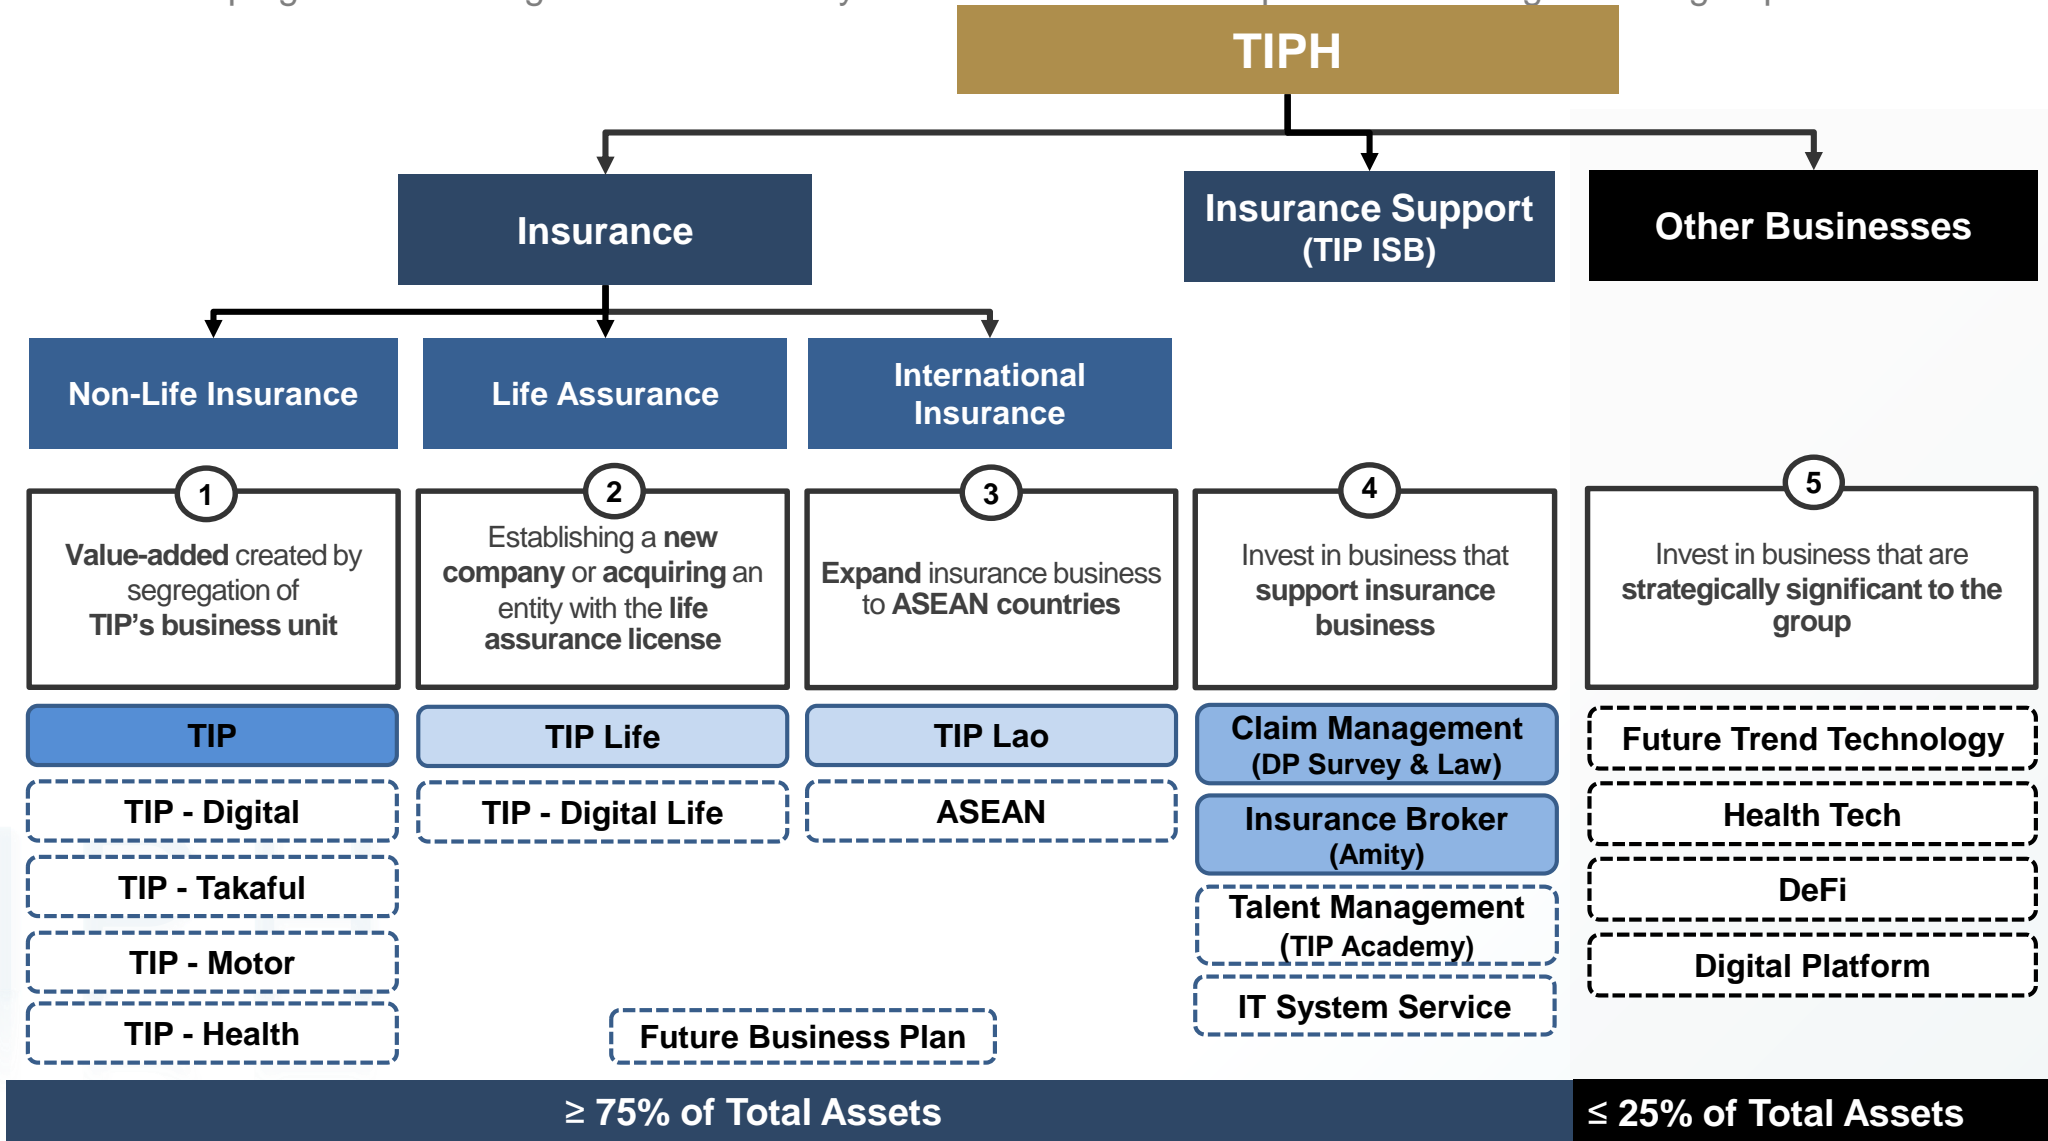 TIPH
Insurance
Insurance Support
(TIP ISB)
Other Businesses
Non-Life Insurance
Life Assurance
International
Insurance
1
Value-added created by
segregation of
TIP's business unit
2
Establishing a new
company or acquiring an
entity with the life
assurance license
3
Expand insurance business
to ASEAN countries
4
Invest in business that
support insurance
business
5
Invest in business that are
strategically significant to the
group
TIP
TIP - Digital
TIP - Takaful
TIP - Motor
TIP - Health
TIP Life
TIP - Digital Life
TIP Lao
ASEAN
Claim Management
(DP Survey & Law)
Insurance Broker
(Amity)
Talent Management
(TIP Academy)
IT System Service
Future Trend Technology
Health Tech
DeFi
Digital Platform
Future Business Plan
≥ 75% of Total Assets
≤ 25% of Total Assets